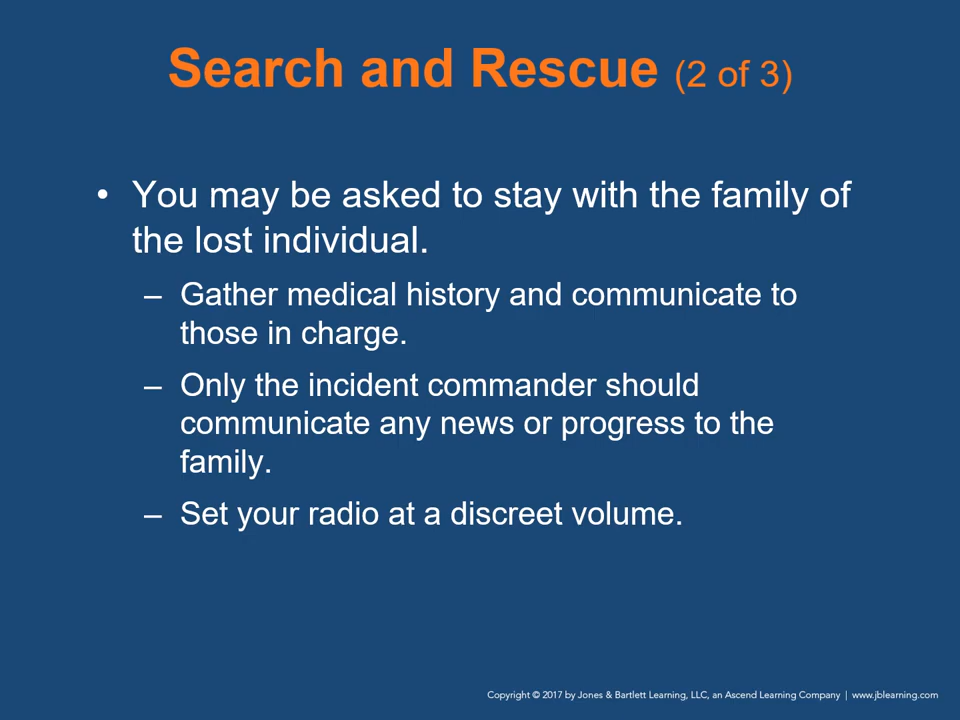 Search and Rescue (2 of 3)
• You may be asked to stay with the family of
the lost individual.
– Gather medical history and communicate to
those in charge.
– Only the incident commander should
communicate any news or progress to the
family.
– Set your radio at a discreet volume.
Copyright © 2017 by Jones & Bartlett Learning, LLC, an Ascend Learning Company | www.jblearning.com